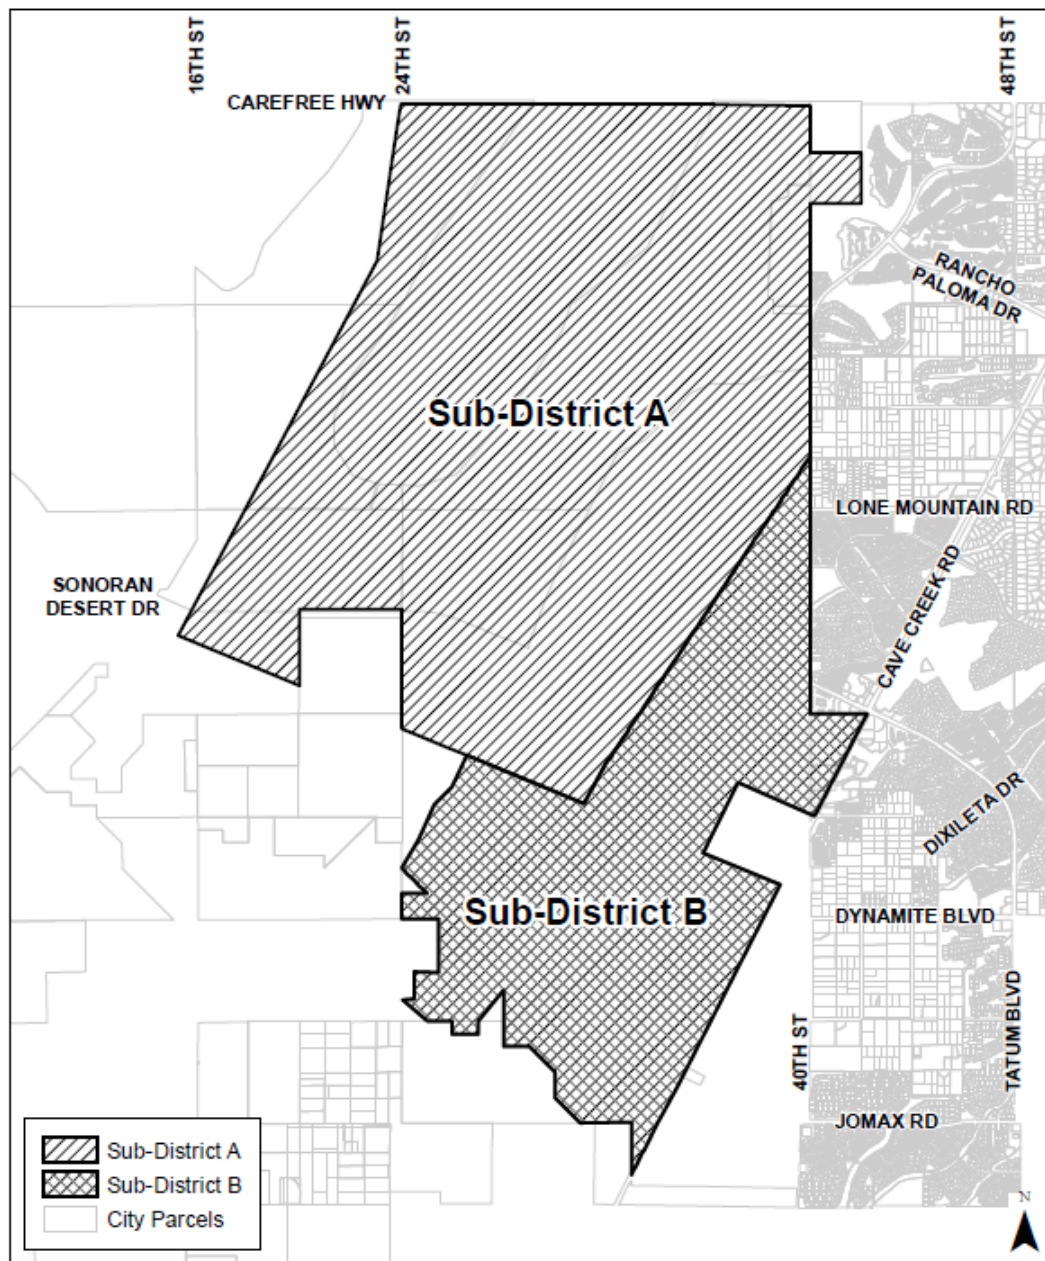 16TH ST
24TH ST
48TH ST
CAREFREE HWY
RANCHO
PALOMA DR
Sub-District A
LONE MOUNTAIN RD
SONORAN
DESERT DR
CAVE CREEK RD
DIXILETA DR
Sub-District B
DYNAMITE BLVD
40TH ST
TATUM BLVD
JOMAX RD
Sub-District A
Sub-District B
City Parcels
N